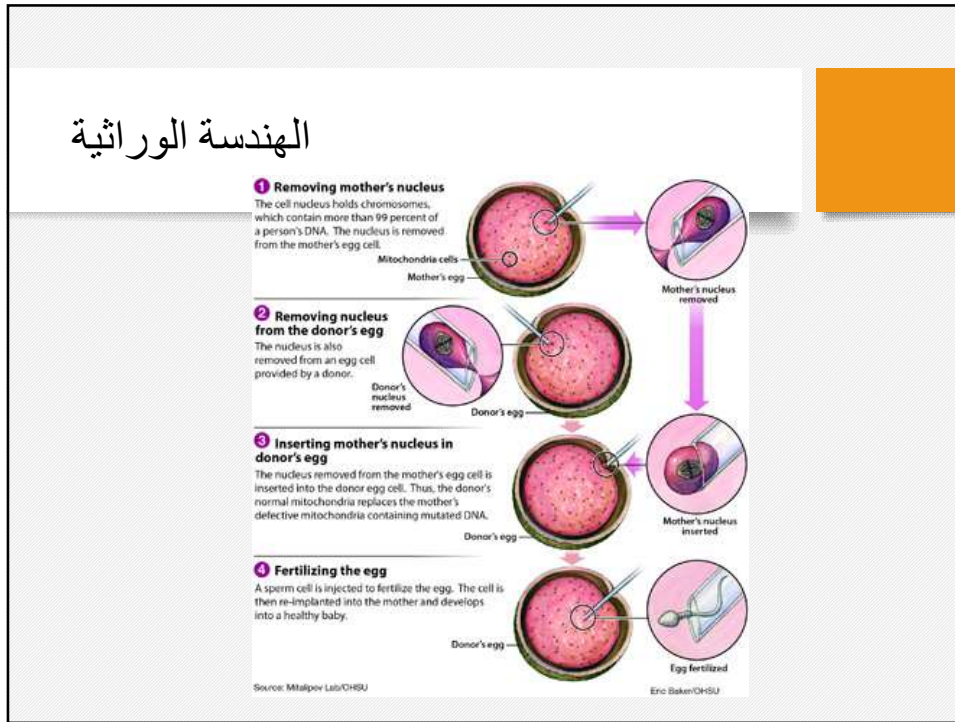 الهندسة الوراثية
1 Removing mother's nucleus
The cell nucleus holds chromosomes,
which contain more than 99 percent of
a person's DNA. The nucleus is removed
from the mother's egg cell.
Mitochondria cells
Mother's egg
Mother's nucleus
removed
2 Removing nucleus
from the donor's egg
The nucleus is also
removed from an egg cell
provided by a donor.
Donor's
nucleus
removed
Donor's egg
3 Inserting mother's nucleus in
donor's egg
The nucleus removed from the mother's egg cell is
inserted into the donor egg cell. Thus, the donor's
normal mitochondria replaces the mother's
defective mitochondria containing mutated DNA.
Donor's egg
Mother's nucleus
inserted
4 Fertilizing the egg
A sperm cell is injected to fertilize the egg. The cell is
then re-implanted into the mother and develops
into a healthy baby.
Donor's egg
Egg fertilized
Source: Mitalipov Lab/OHSU
Eric Baker/OHSU